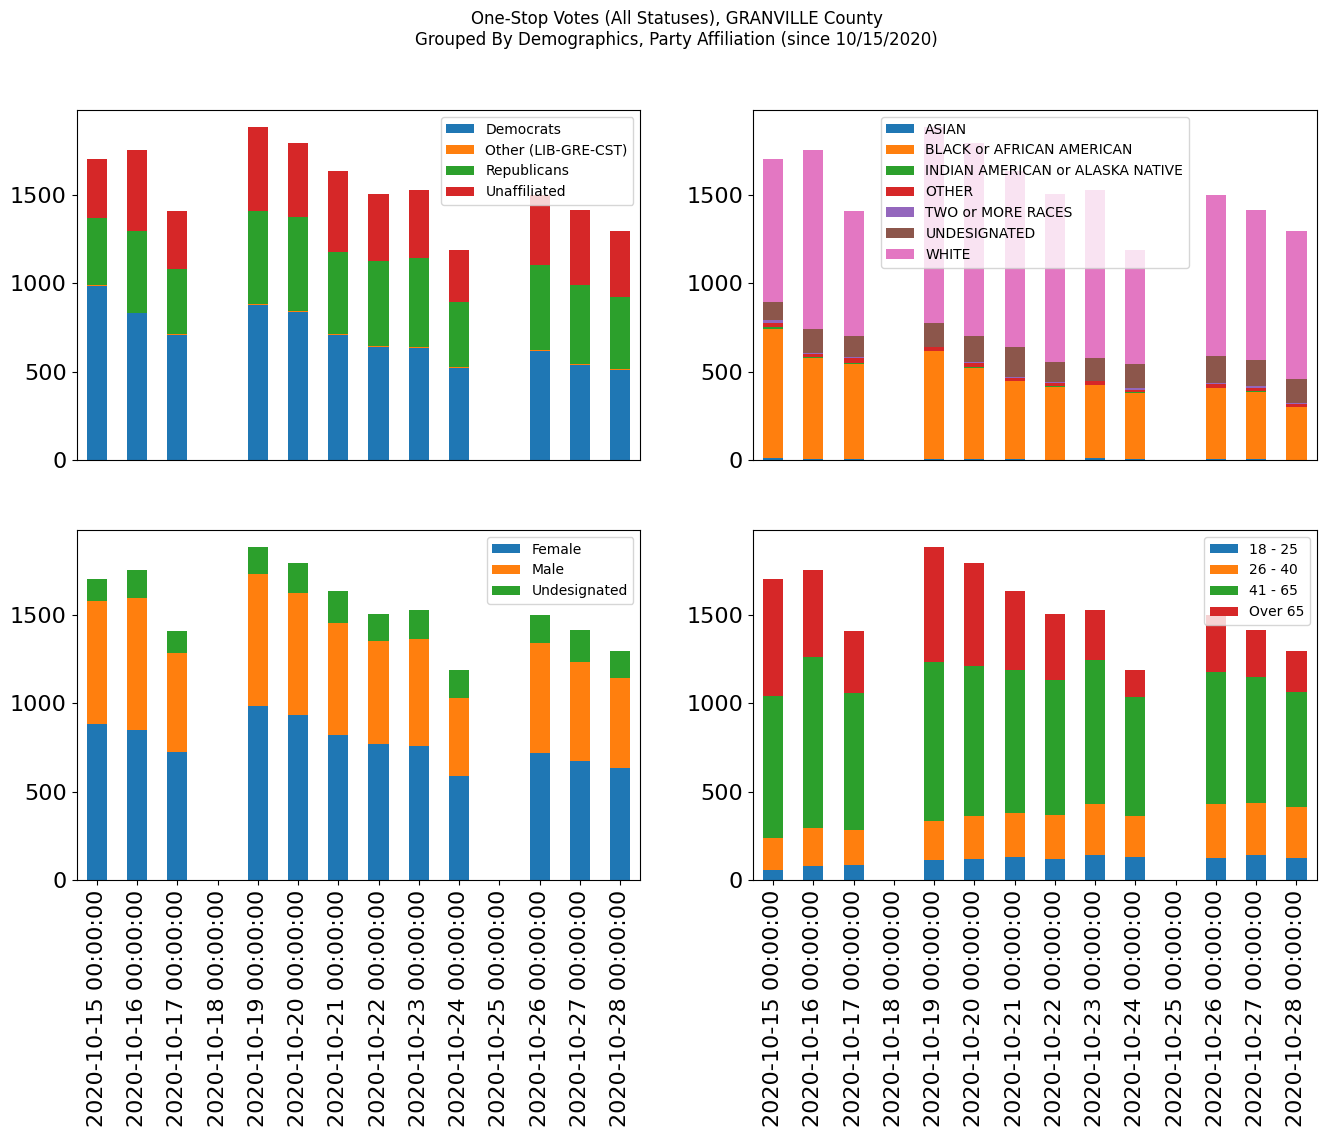 One-Stop Votes (All Statuses), GRANVILLE County
Grouped By Demographics, Party Affiliation (since 10/15/2020)
1500
1000
500
0
Democrats
Other (LIB-GRE-CST)
Republicans
Unaffiliated
1500
1000
500
0
ASIAN
BLACK or AFRICAN AMERICAN
INDIAN AMERICAN or ALASKA NATIVE
OTHER
TWO or MORE RACES
UNDESIGNATED
WHITE
1500
1000
500
0
Female
Male
Undesignated
2020-10-15 00:00:00
2020-10-16 00:00:00
2020-10-17 00:00:00
2020-10-18 00:00:00
2020-10-19 00:00:00
2020-10-20 00:00:00
2020-10-21 00:00:00
2020-10-22 00:00:00
2020-10-23 00:00:00
2020-10-24 00:00:00
2020-10-25 00:00:00
2020-10-26 00:00:00
2020-10-27 00:00:00
2020-10-28 00:00:00
1500
1000
500
0
18 - 25
26 - 40
41 - 65
Over 65
2020-10-15 00:00:00
2020-10-16 00:00:00
2020-10-17 00:00:00
2020-10-18 00:00:00
2020-10-19 00:00:00
2020-10-20 00:00:00
2020-10-21 00:00:00
2020-10-22 00:00:00
2020-10-23 00:00:00
2020-10-24 00:00:00
2020-10-25 00:00:00
2020-10-26 00:00:00
2020-10-27 00:00:00
2020-10-28 00:00:00